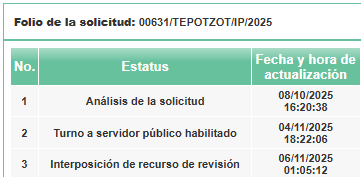 Folio de la solicitud: 00631/TEPOTZOT/IP/2025
No. Estatus Fecha y hora de
actualización
1 Análisis de la solicitud 08/10/2025
16:20:38
2 Turno a servidor público habilitado 04/11/2025
18:22:06
3 Interposición de recurso de revisión 06/11/2025
01:05:12